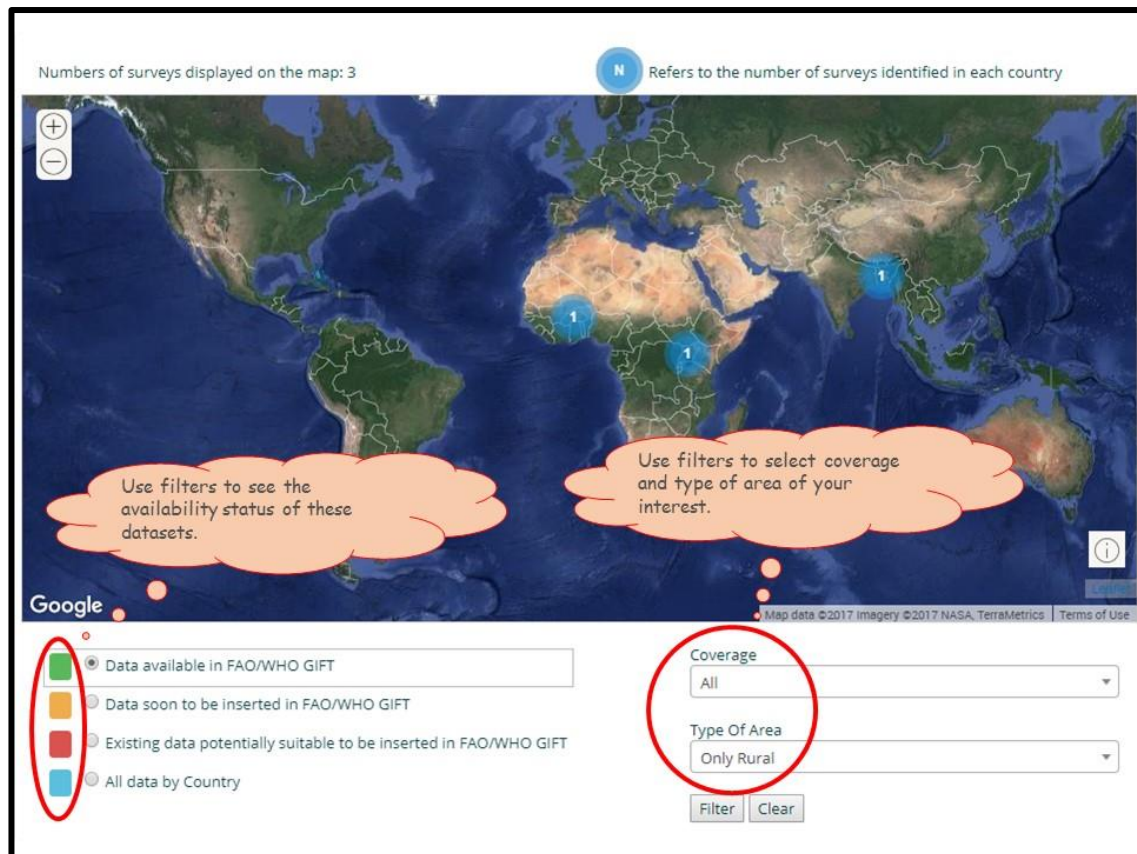 Numbers of surveys displayed on the map: 3
N Refers to the number of surveys identified in each country
+
−
1
1
1
Use filters to see the
availability status of these
datasets.
Use filters to select coverage
and type of area of your
interest.
Google
Leaflet
Map data ©2017 Imagery ©2017 NASA, TerraMetrics Terms of Use
Data available in FAO/WHO GIFT
Data soon to be inserted in FAO/WHO GIFT
Existing data potentially suitable to be inserted in FAO/WHO GIFT
All data by Country
Coverage
All
Type Of Area
Only Rural
Filter Clear